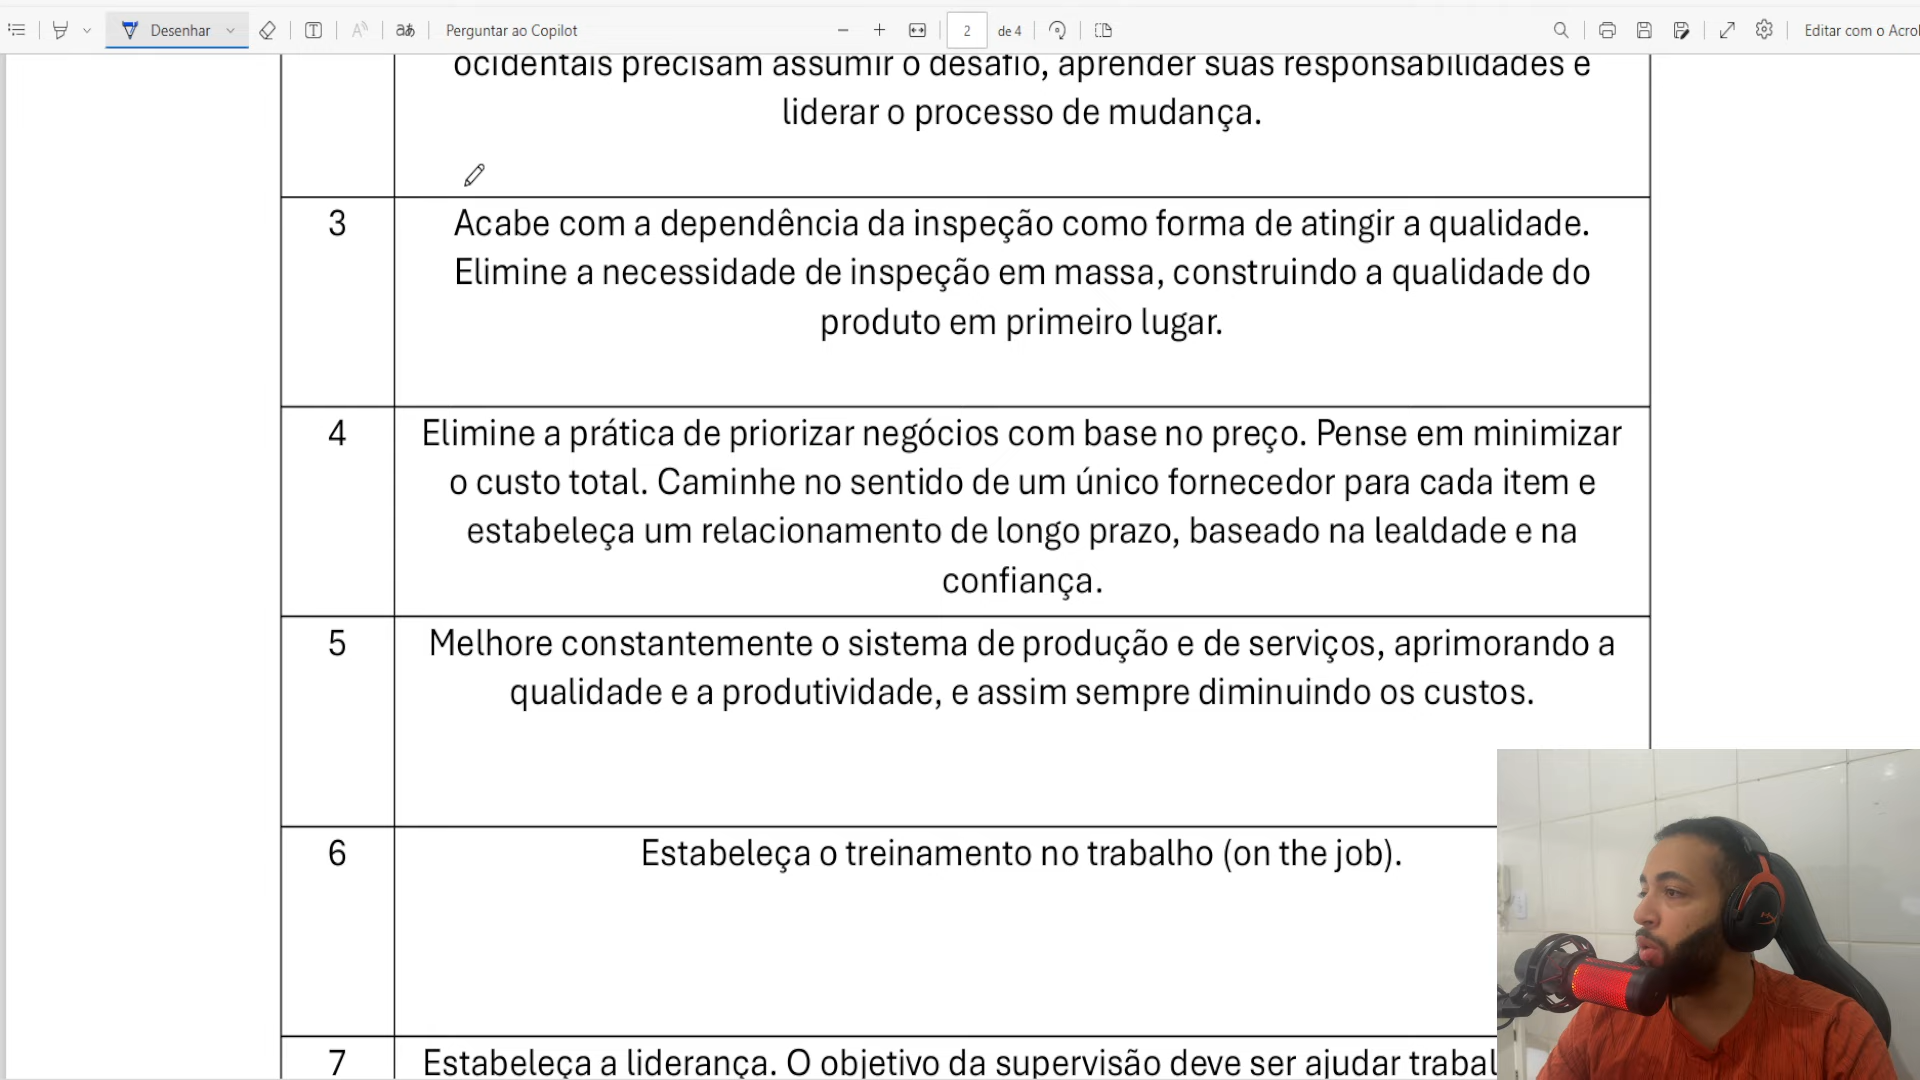 Desenhar
Perguntar ao Copilot
2
de 4
Editar com o Acro
ocidentais precisam assumir o desafio, aprender suas responsabilidades e
liderar o processo de mudança.
3
Acabe com a dependência da inspeção como forma de atingir a qualidade.
Elimine a necessidade de inspeção em massa, construindo a qualidade do
produto em primeiro lugar.
4
Elimine a prática de priorizar negócios com base no preço. Pense em minimizar
o custo total. Caminhe no sentido de um único fornecedor para cada item e
estabeleça um relacionamento de longo prazo, baseado na lealdade e na
confiança.
5
Melhore constantemente o sistema de produção e de serviços, aprimorando a
qualidade e a produtividade, e assim sempre diminuindo os custos.
6
Estabeleça o treinamento no trabalho (on the job).
7
Estabeleça a liderança. O objetivo da supervisão deve ser ajudar trabal